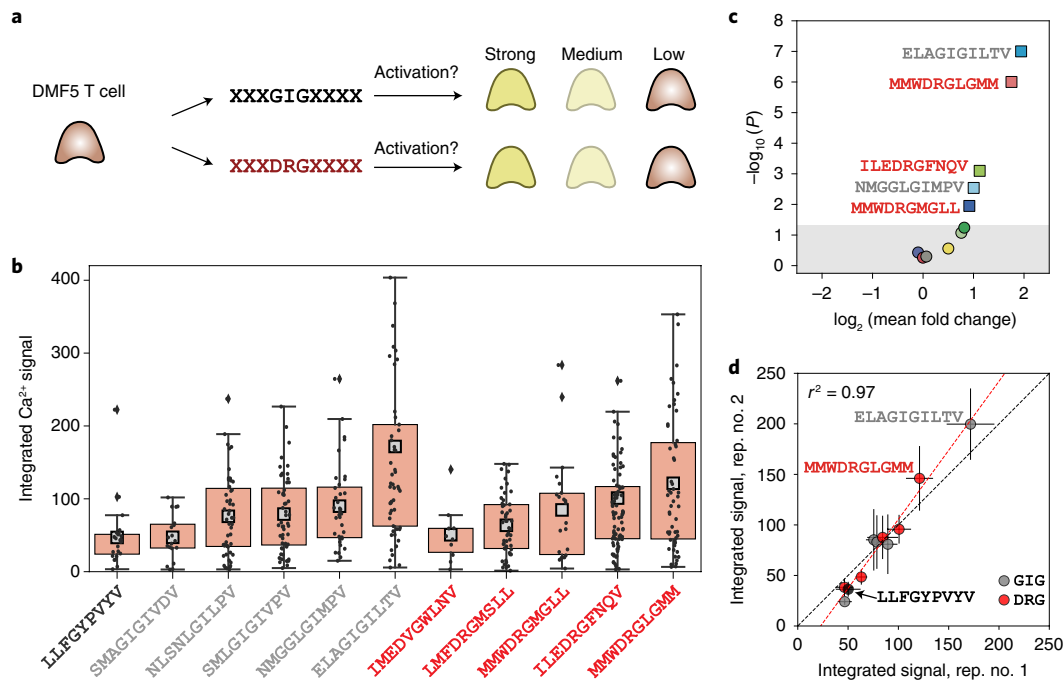 a
DMF5 T cell
XXXGIGXXXX
XXXDRGXXXX
Activation?
Activation?
Strong
Medium
Low
b
Integrated Ca²⁺ signal
400
300
200
100
0
LLFGYPVYV
SMAGIGIVDV
NLSNLGILPV
SMLGIGIYPV
NMGGLGIMPV
ELAGIGILTV
IMEDVGWLNV
LMFDRGMSLL
MMWDRGMGLL
ILEDRGFNQV
MMWDRGLGMM
c
–log₁₀ (P)
7
6
5
4
3
2
1
0
ELAGIGILTV
MMWDRGLGMM
ILEDRGFNQV
NMGGLGIMPV
MMWDRGMGLL
–2
–1
0
1
2
log₂ (mean fold change)
d
Integrated signal, rep. no. 2
250
200
150
100
50
0
r² = 0.97
ELAGIGILTV
MMWDRGLGMM
LLFGYPVYV
GIG
DRG
0
50
100
150
200
250
Integrated signal, rep. no. 1